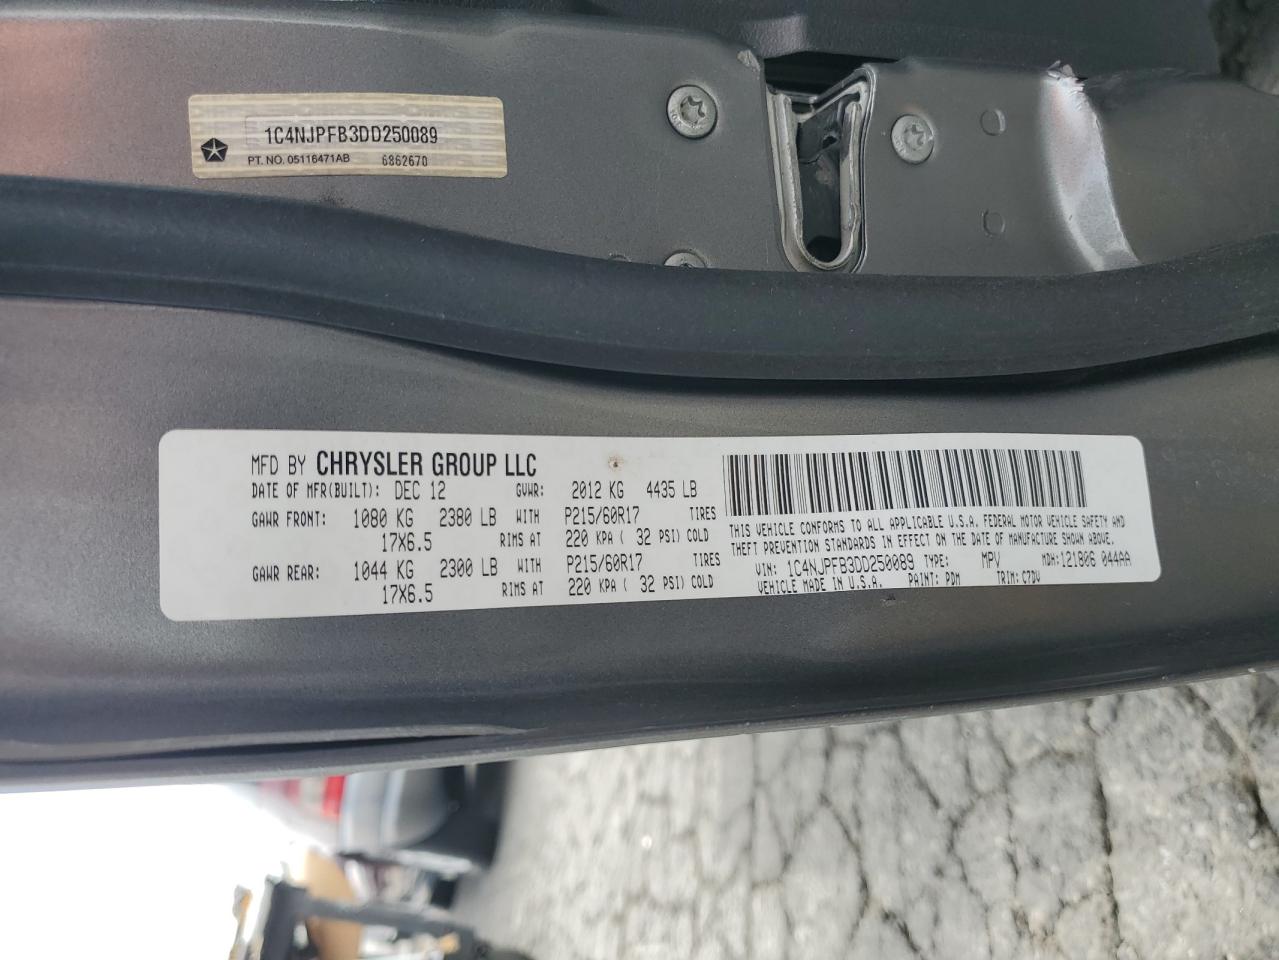 1C4NJPFB3DD250089
PT. NO. 05116471AB 6862670
MFD BY CHRYSLER GROUP LLC
DATE OF MFR(BUILT): DEC 12 GVWR: 2012 KG 4435 LB
GAWR FRONT: 1080 KG 2380 LB WITH P215/60R17 TIRES
17X6.5 RIMS AT 220 KPA ( 32 PSI) COLD
GAWR REAR: 1044 KG 2300 LB WITH P215/60R17 TIRES
17X6.5 RIMS AT 220 KPA ( 32 PSI) COLD
THIS VEHICLE CONFORMS TO ALL APPLICABLE U.S.A. FEDERAL MOTOR VEHICLE SAFETY AND
THEFT PREVENTION STANDARDS IN EFFECT ON THE DATE OF MANUFACTURE SHOWN ABOVE.
VIN: 1C4NJPFB3DD250089 TYPE: MPV MDH: 121806 044AA
VEHICLE MADE IN U.S.A. PAINT: PDM TRIM: C7DV